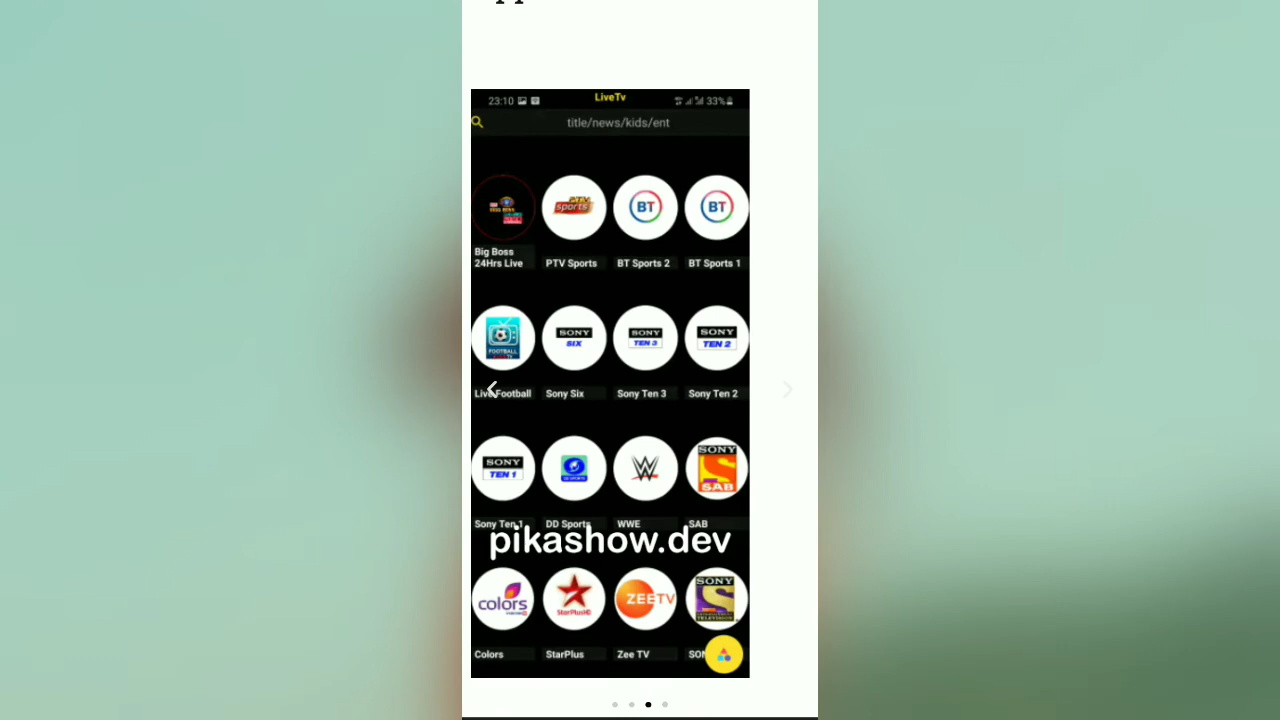 23:10
LiveTv
33%
title/news/kids/ent
sports
BT
BT
Big Boss
24Hrs Live
PTV Sports
BT Sports 2
BT Sports 1
FOOTBALL
SONY
SIX
SONY
TEN 3
SONY
TEN 2
Live Football
Sony Six
Sony Ten 3
Sony Ten 2
SONY
TEN 1
W
SONY
SAB
Sony Ten 1
DD Sports
WWE
SAB
pikashow.dev
colors
StarPlus
ZEETV
SONY
Colors
StarPlus
Zee TV